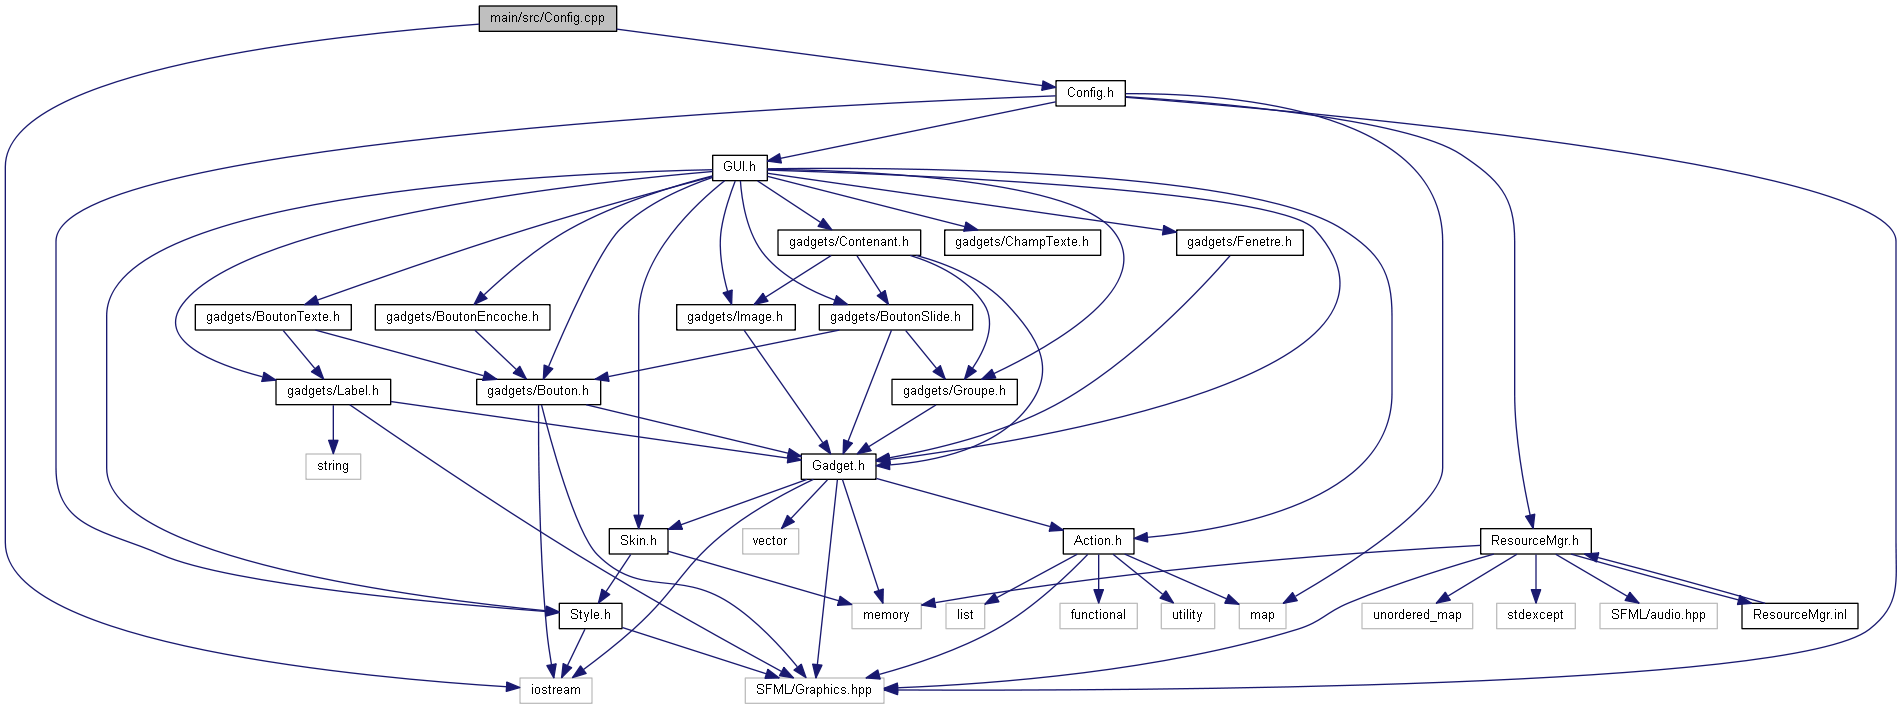 main/src/Config.cpp
Config.h
GUI.h
gadgets/Contenant.h
gadgets/ChampTexte.h
gadgets/Fenetre.h
gadgets/BoutonTexte.h
gadgets/BoutonEncoche.h
gadgets/Image.h
gadgets/BoutonSlide.h
gadgets/Label.h
gadgets/Bouton.h
gadgets/Groupe.h
string
Gadget.h
Skin.h
vector
Action.h
ResourceMgr.h
Style.h
memory
list
functional
utility
map
unordered_map
stdexcept
SFML/audio.hpp
ResourceMgr.inl
iostream
SFML/Graphics.hpp